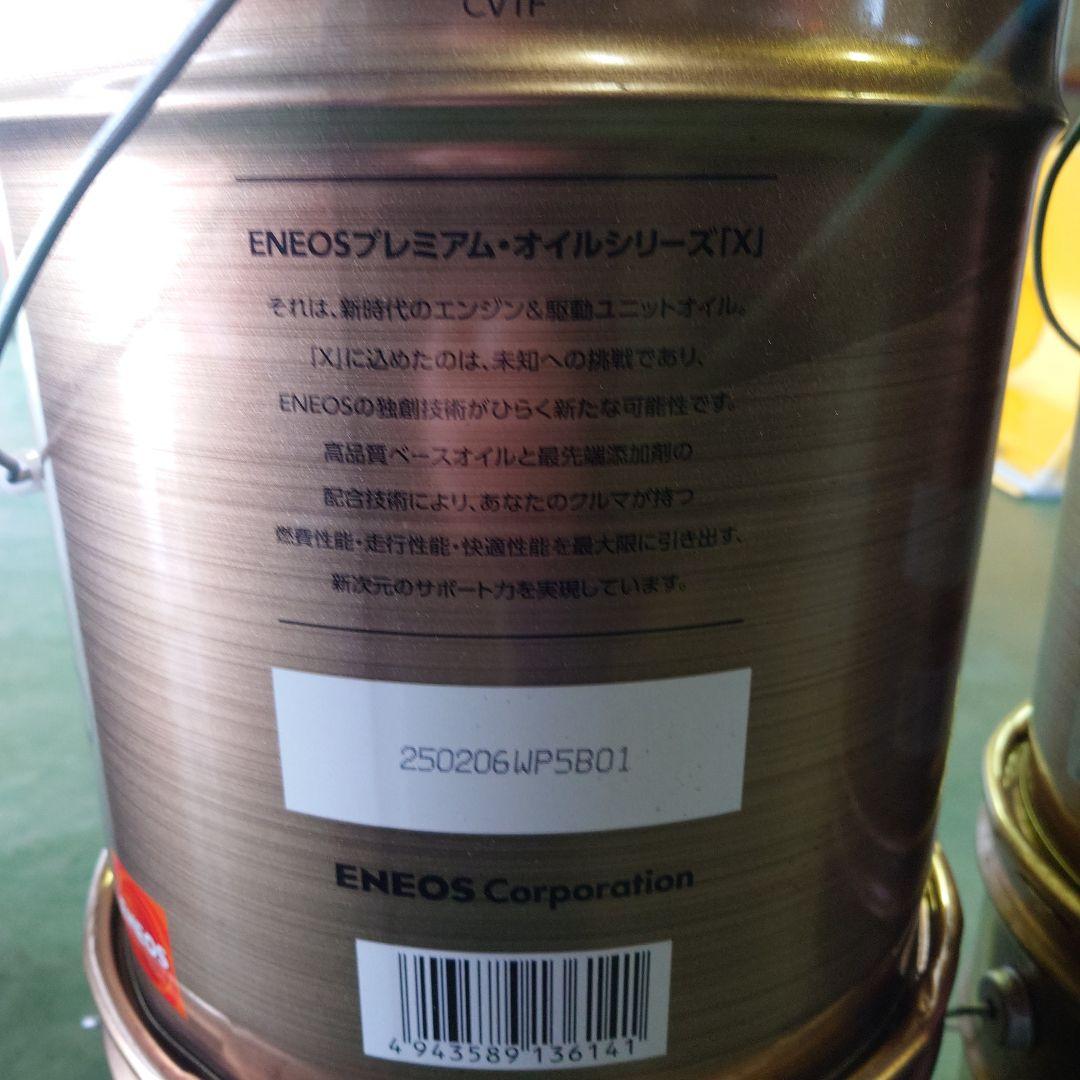 CVTF
ENEOSプレミアム・オイルシリーズ「X」
それは、新時代のエンジン&駆動ユニットオイル。
「X」に込めたのは、未知への挑戦であり、
ENEOSの独創技術がひらく新たな可能性です。
高品質ベースオイルと最先端添加剤の
配合技術により、あなたのクルマが持つ
燃費性能・走行性能・快適性能を最大限に引き出す、
新次元のサポート力を実現しています。
250206WP5B01
ENEOS Corporation
4943589136141